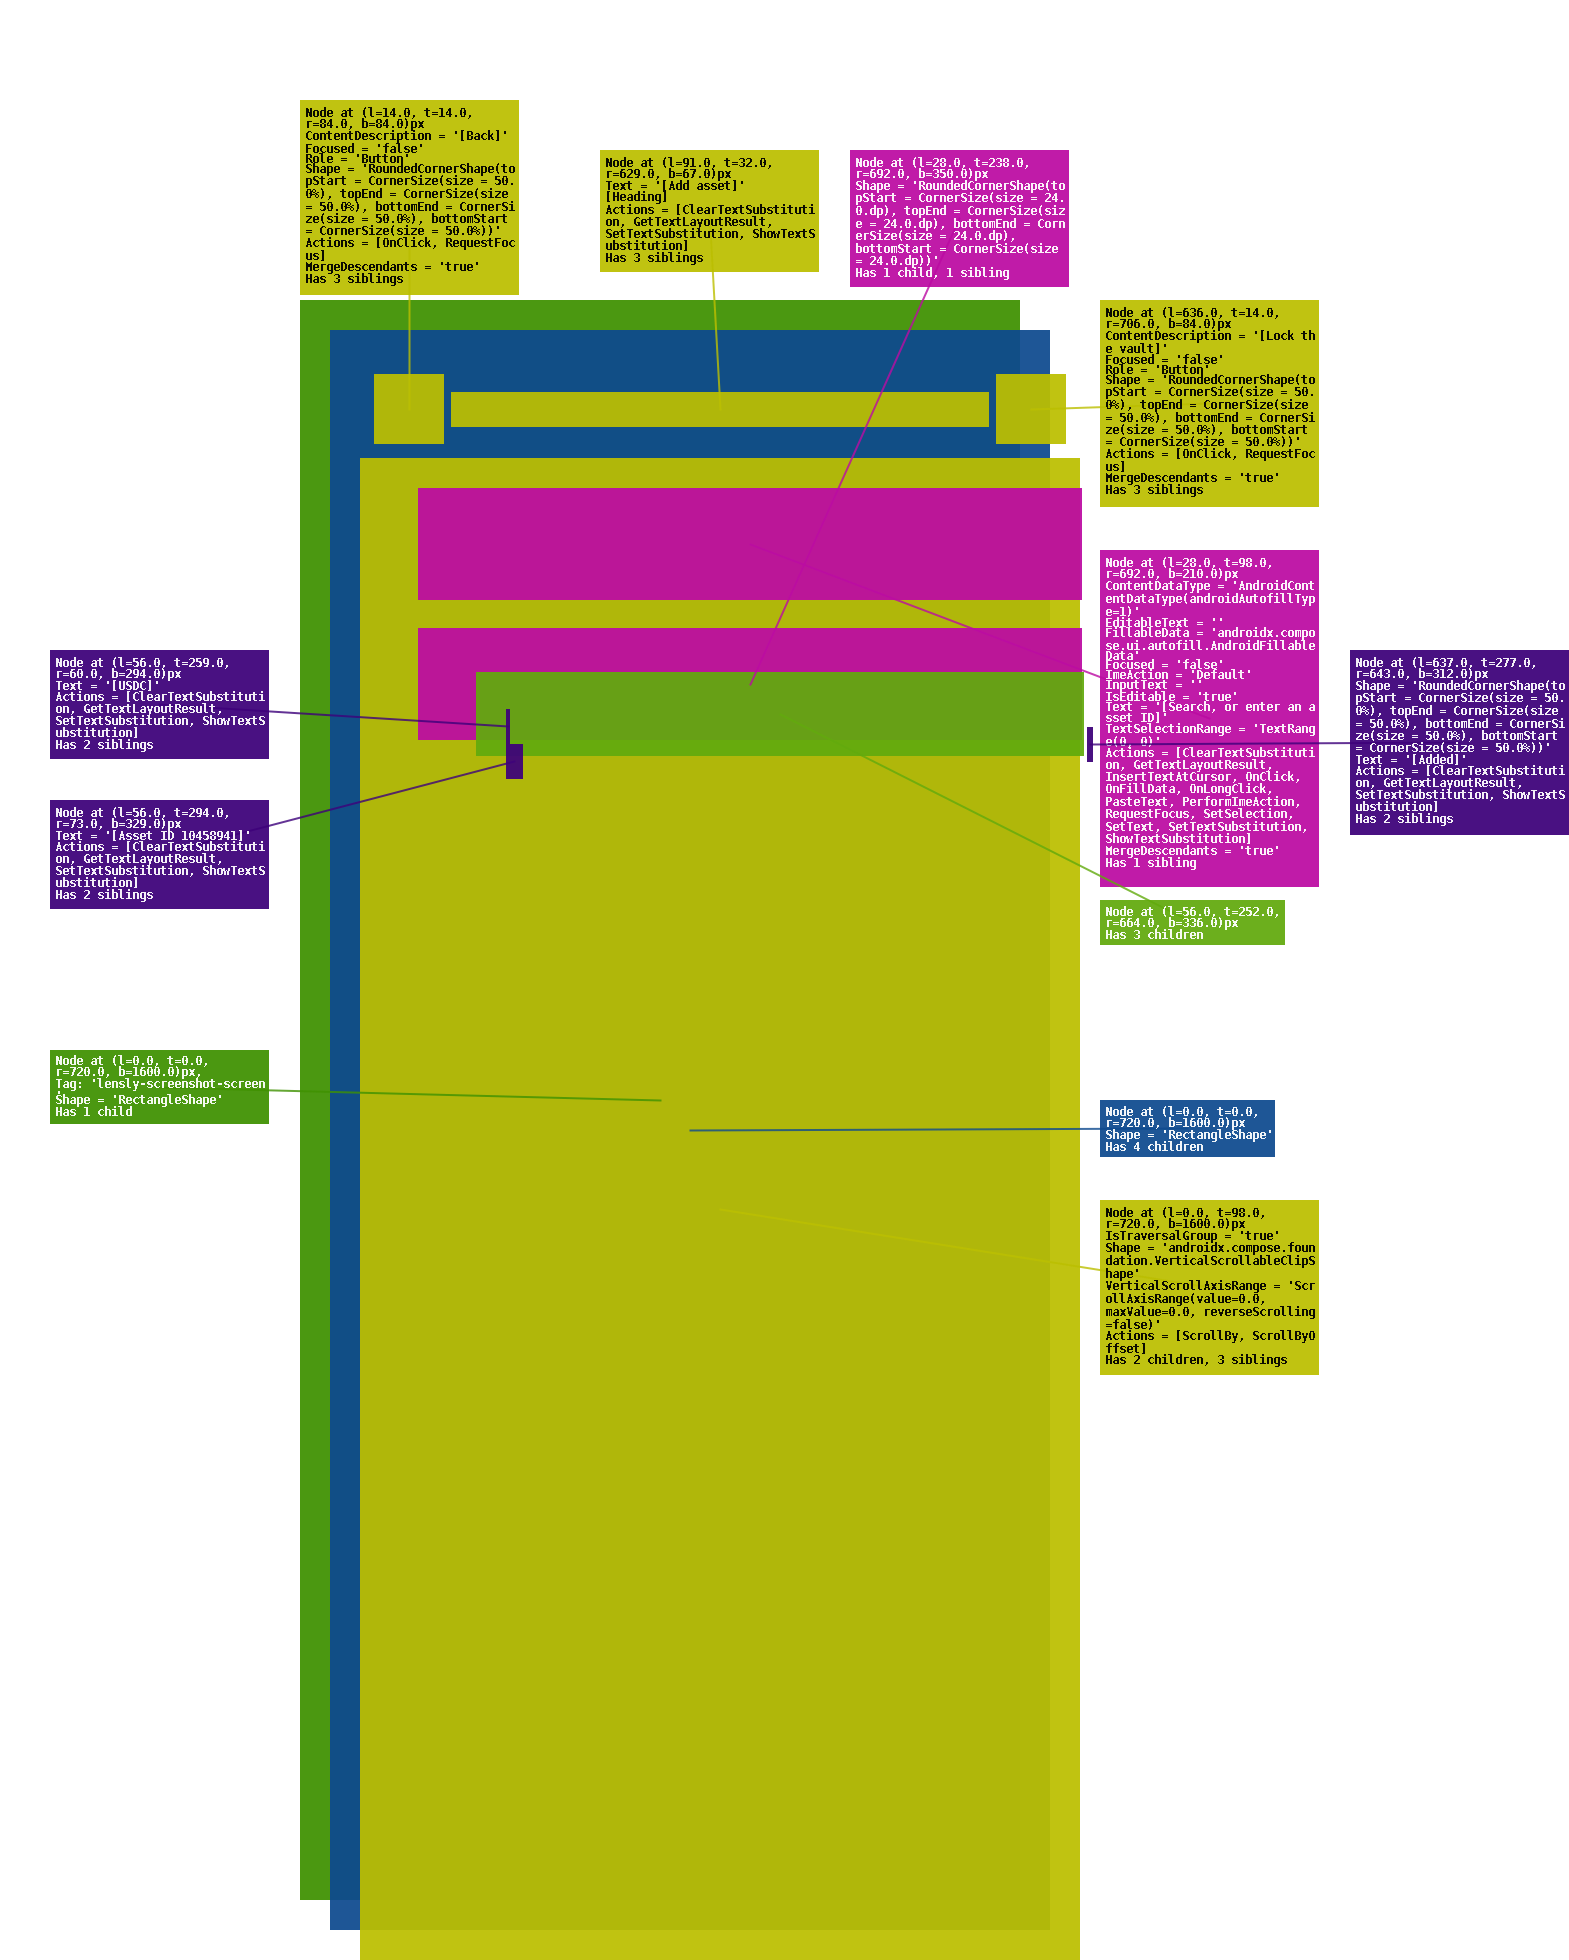 Node at (l=14.0, t=14.0,
r=84.0, b=84.0)px
ContentDescription = '[Back]'
Focused = 'false'
Role = 'Button'
Shape = 'RoundedCornerShape(to
pStart = CornerSize(size = 50.
0%), topEnd = CornerSize(size
= 50.0%), bottomEnd = CornerSi
ze(size = 50.0%), bottomStart
= CornerSize(size = 50.0%))'
Actions = [OnClick, RequestFoc
us]
MergeDescendants = 'true'
Has 3 siblings
Node at (l=91.0, t=32.0,
r=629.0, b=67.0)px
Text = '[Add asset]'
[Heading]
Actions = [ClearTextSubstituti
on, GetTextLayoutResult,
SetTextSubstitution, ShowTextS
ubstitution]
Has 3 siblings
Node at (l=28.0, t=238.0,
r=692.0, b=350.0)px
Shape = 'RoundedCornerShape(to
pStart = CornerSize(size = 24.
0.dp), topEnd = CornerSize(siz
e = 24.0.dp), bottomEnd = Corn
erSize(size = 24.0.dp),
bottomStart = CornerSize(size
= 24.0.dp))'
Has 1 child, 1 sibling
Node at (l=636.0, t=14.0,
r=706.0, b=84.0)px
ContentDescription = '[Lock th
e vault]'
Focused = 'false'
Role = 'Button'
Shape = 'RoundedCornerShape(to
pStart = CornerSize(size = 50.
0%), topEnd = CornerSize(size
= 50.0%), bottomEnd = CornerSi
ze(size = 50.0%), bottomStart
= CornerSize(size = 50.0%))'
Actions = [OnClick, RequestFoc
us]
MergeDescendants = 'true'
Has 3 siblings
Node at (l=28.0, t=98.0,
r=692.0, b=210.0)px
ContentDataType = 'AndroidCont
entDataType(androidAutofillTyp
e=1)'
EditableText = ''
FillableData = 'androidx.compo
se.ui.autofill.AndroidFillable
Data'
Focused = 'false'
ImeAction = 'Default'
InputText = ''
IsEditable = 'true'
Text = '[Search, or enter an a
sset ID]'
TextSelectionRange = 'TextRang
e(0, 0)'
Actions = [ClearTextSubstituti
on, GetTextLayoutResult,
InsertTextAtCursor, OnClick,
OnFillData, OnLongClick,
PasteText, PerformImeAction,
RequestFocus, SetSelection,
SetText, SetTextSubstitution,
ShowTextSubstitution]
MergeDescendants = 'true'
Has 1 sibling
Node at (l=56.0, t=259.0,
r=60.0, b=294.0)px
Text = '[USDC]'
Actions = [ClearTextSubstituti
on, GetTextLayoutResult,
SetTextSubstitution, ShowTextS
ubstitution]
Has 2 siblings
Node at (l=637.0, t=277.0,
r=643.0, b=312.0)px
Shape = 'RoundedCornerShape(to
pStart = CornerSize(size = 50.
0%), topEnd = CornerSize(size
= 50.0%), bottomEnd = CornerSi
ze(size = 50.0%), bottomStart
= CornerSize(size = 50.0%))'
Text = '[Added]'
Actions = [ClearTextSubstituti
on, GetTextLayoutResult,
SetTextSubstitution, ShowTextS
ubstitution]
Has 2 siblings
Node at (l=56.0, t=294.0,
r=73.0, b=329.0)px
Text = '[Asset ID 10458941]'
Actions = [ClearTextSubstituti
on, GetTextLayoutResult,
SetTextSubstitution, ShowTextS
ubstitution]
Has 2 siblings
Node at (l=56.0, t=252.0,
r=664.0, b=336.0)px
Has 3 children
Node at (l=0.0, t=0.0,
r=720.0, b=1600.0)px,
Tag: 'lensly-screenshot-screen
'
Shape = 'RectangleShape'
Has 1 child
Node at (l=0.0, t=0.0,
r=720.0, b=1600.0)px
Shape = 'RectangleShape'
Has 4 children
Node at (l=0.0, t=98.0,
r=720.0, b=1600.0)px
IsTraversalGroup = 'true'
Shape = 'androidx.compose.foun
dation.VerticalScrollableClipS
hape'
VerticalScrollAxisRange = 'Scr
ollAxisRange(value=0.0,
maxValue=0.0, reverseScrolling
=false)'
Actions = [ScrollBy, ScrollByO
ffset]
Has 2 children, 3 siblings